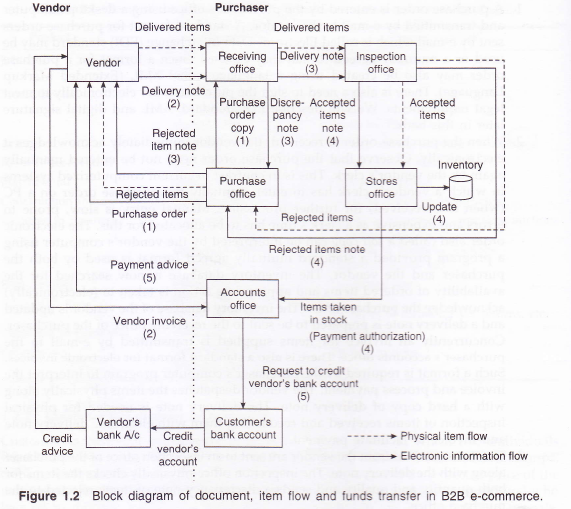 Vendor
Purchaser
Delivered items
Delivered items
Vendor
Receiving
office
Delivery note
(3)
Inspection
office
Delivery note
(2)
Rejected
item note
(3)
Purchase
order
copy
(1)
Discre-
pancy
note
(3)
Accepted
items
note
(4)
Accepted
items
Inventory
Purchase
office
Stores
office
Update
(4)
Rejected items
Rejected items
Purchase order
(1)
Rejected items note
(4)
Payment advice
(5)
Accounts
office
Items taken
in stock
(Payment authorization)
(4)
Vendor invoice
(2)
Request to credit
vendor's bank account
(5)
Vendor's
bank A/c
Customer's
bank account
Credit
advice
Credit
vendor's
account
Physical item flow
Electronic information flow
Figure 1.2 Block diagram of document, item flow and funds transfer in B2B e-commerce.